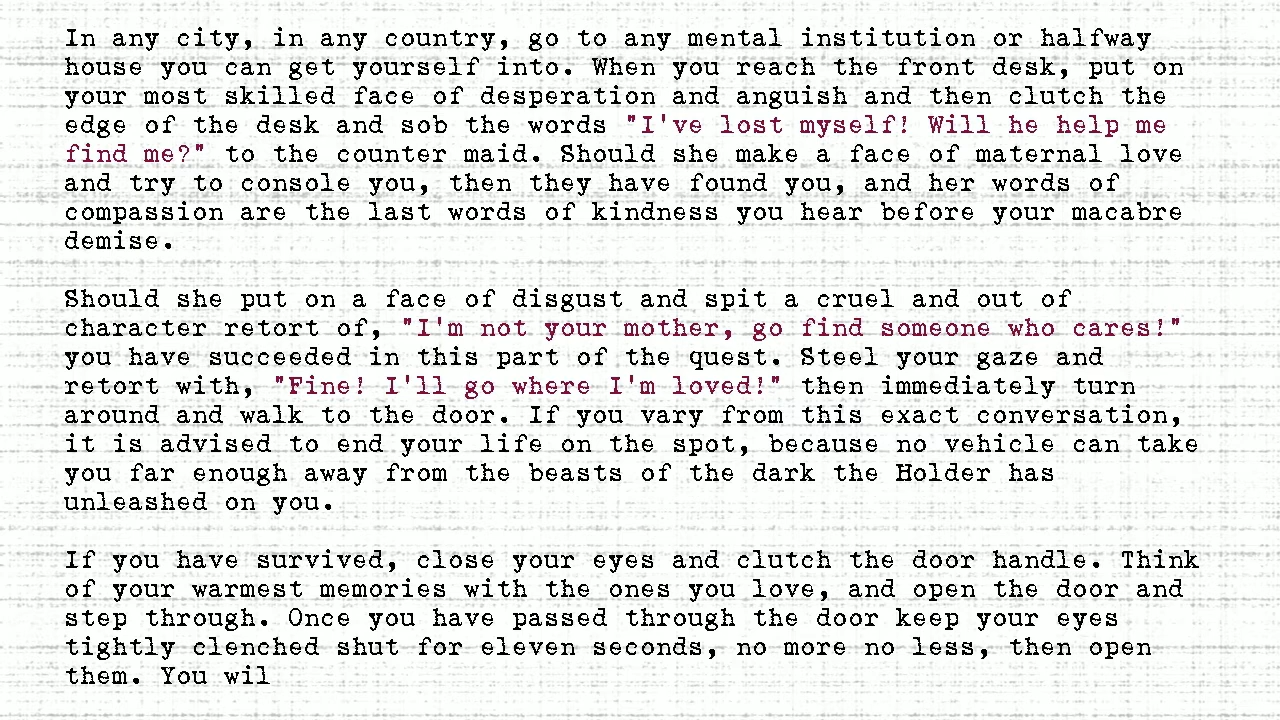 In any city, in any country, go to any mental institution or halfway
house you can get yourself into. When you reach the front desk, put on
your most skilled face of desperation and anguish and then clutch the
edge of the desk and sob the words "I've lost myself! Will he help me
find me?" to the counter maid. Should she make a face of maternal love
and try to console you, then they have found you, and her words of
compassion are the last words of kindness you hear before your macabre
demise.
Should she put on a face of disgust and spit a cruel and out of
character retort of, "I'm not your mother, go find someone who cares!"
you have succeeded in this part of the quest. Steel your gaze and
retort with, "Fine! I'll go where I'm loved!" then immediately turn
around and walk to the door. If you vary from this exact conversation,
it is advised to end your life on the spot, because no vehicle can take
you far enough away from the beasts of the dark the Holder has
unleashed on you.
If you have survived, close your eyes and clutch the door handle. Think
of your warmest memories with the ones you love, and open the door and
step through. Once you have passed through the door keep your eyes
tightly clenched shut for eleven seconds, no more no less, then open
them. You wil